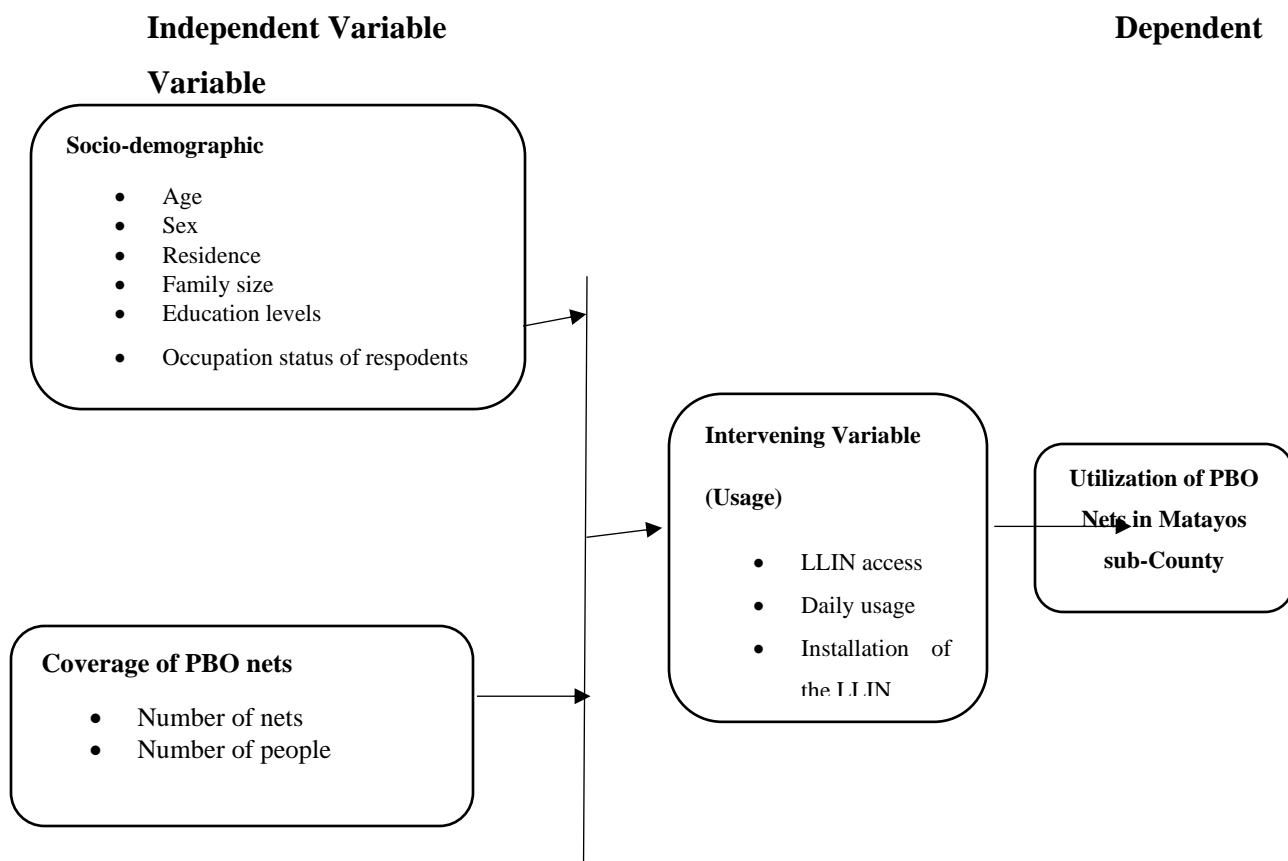 Independent Variable Dependent
Variable
Socio-demographic
• Age
• Sex
• Residence
• Family size
• Education levels
• Occupation status of respodents
Coverage of PBO nets
• Number of nets
• Number of people
Intervening Variable
(Usage)
• LLIN access
• Daily usage
• Installation of
the LLIN
Utilization of PBO
Nets in Matayos
sub-County